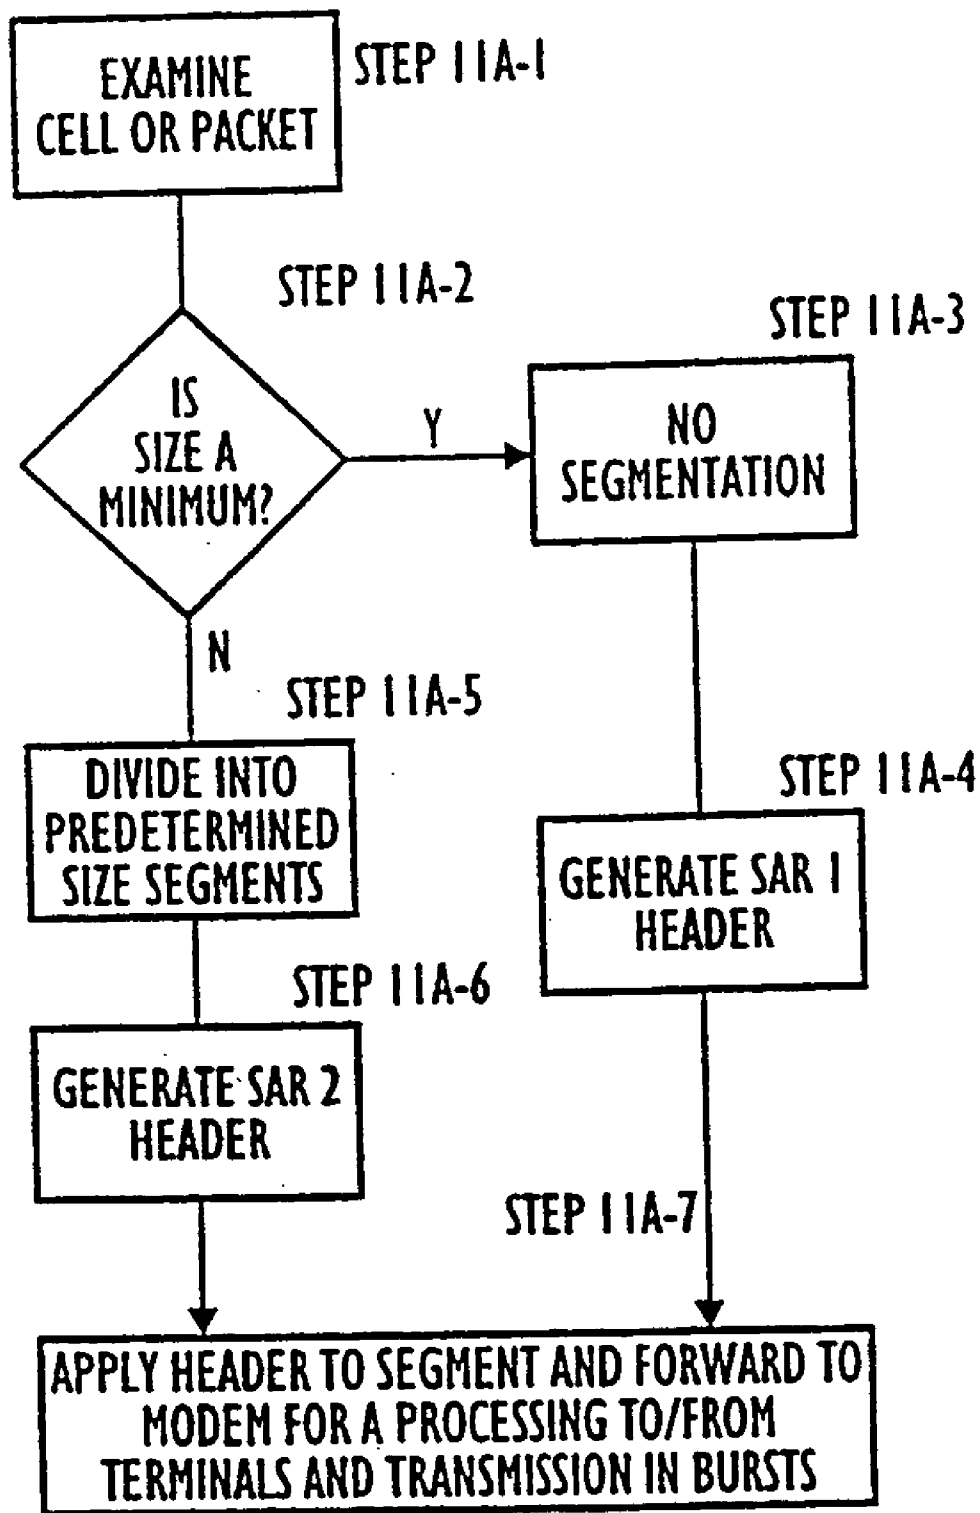 EXAMINE
CELL OR PACKET
STEP 11A-1
STEP 11A-2
IS
SIZE A
MINIMUM?
Y
STEP 11A-3
NO
SEGMENTATION
N
STEP 11A-5
DIVIDE INTO
PREDETERMINED
SIZE SEGMENTS
STEP 11A-4
GENERATE SAR 1
HEADER
STEP 11A-6
GENERATE SAR 2
HEADER
STEP 11A-7
APPLY HEADER TO SEGMENT AND FORWARD TO
MODEM FOR A PROCESSING TO/FROM
TERMINALS AND TRANSMISSION IN BURSTS